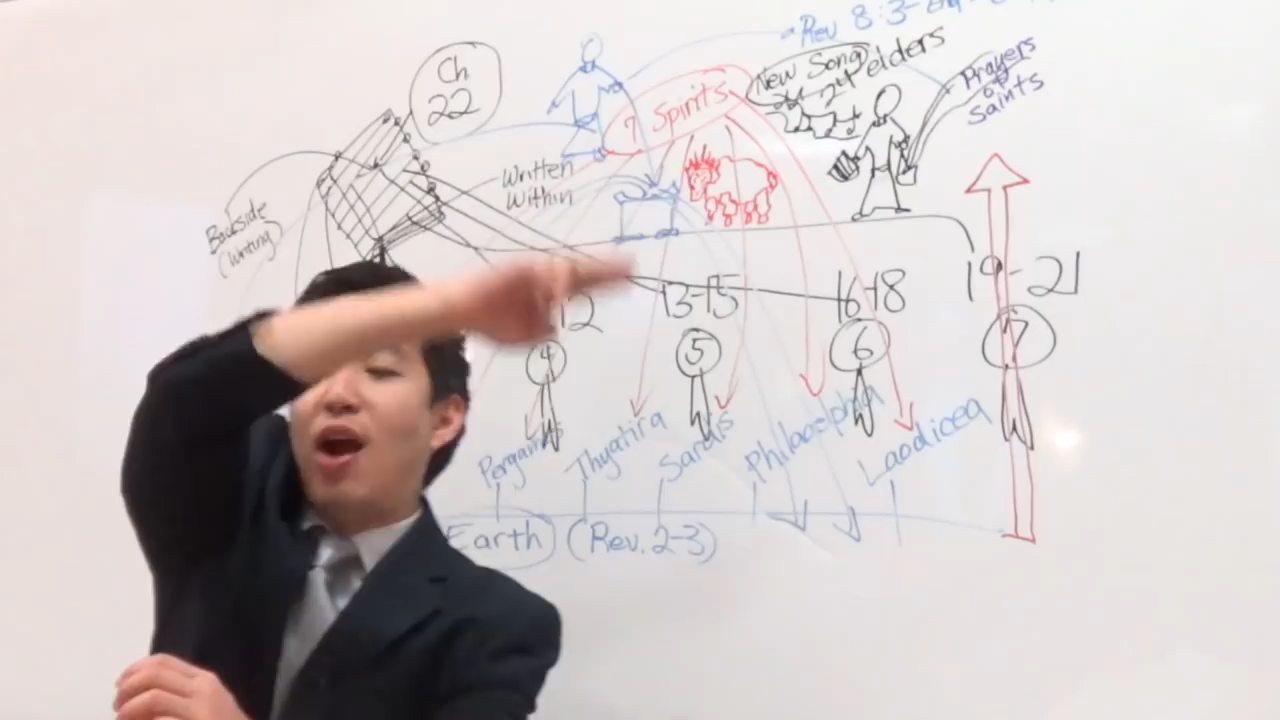 Rev 8:3-
Ch
22
New Song
24 elders
Prayers
of
Saints
7 Spirits
Written
Within
Backside
(Writing)
12
13-15
16-18
19-21
4
5
6
7
Thyatira
Sardis
Philadelphia
Laodicea
Earth
(Rev. 2-3)